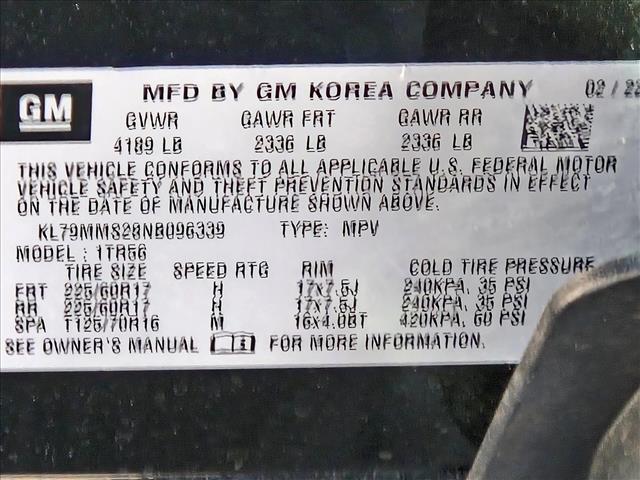 GM
MFD BY GM KOREA COMPANY 02/22
GVWR GAWR FRT GAWR RR
4189 LB 2336 LB 2336 LB
THIS VEHICLE CONFORMS TO ALL APPLICABLE U.S. FEDERAL MOTOR
VEHICLE SAFETY AND THEFT PREVENTION STANDARDS IN EFFECT
ON THE DATE OF MANUFACTURE SHOWN ABOVE.
KL79MMS28NB096339 TYPE: MPV
MODEL: 1TR56
TIRE SIZE SPEED RTG RIM COLD TIRE PRESSURE
FRT 225/60R17 H 17x7.5J 240KPA, 35 PSI
RR 225/60R17 H 17x7.5J 240KPA, 35 PSI
SPA T125/70R16 M 16x4.0BT 420KPA, 60 PSI
SEE OWNER'S MANUAL FOR MORE INFORMATION.